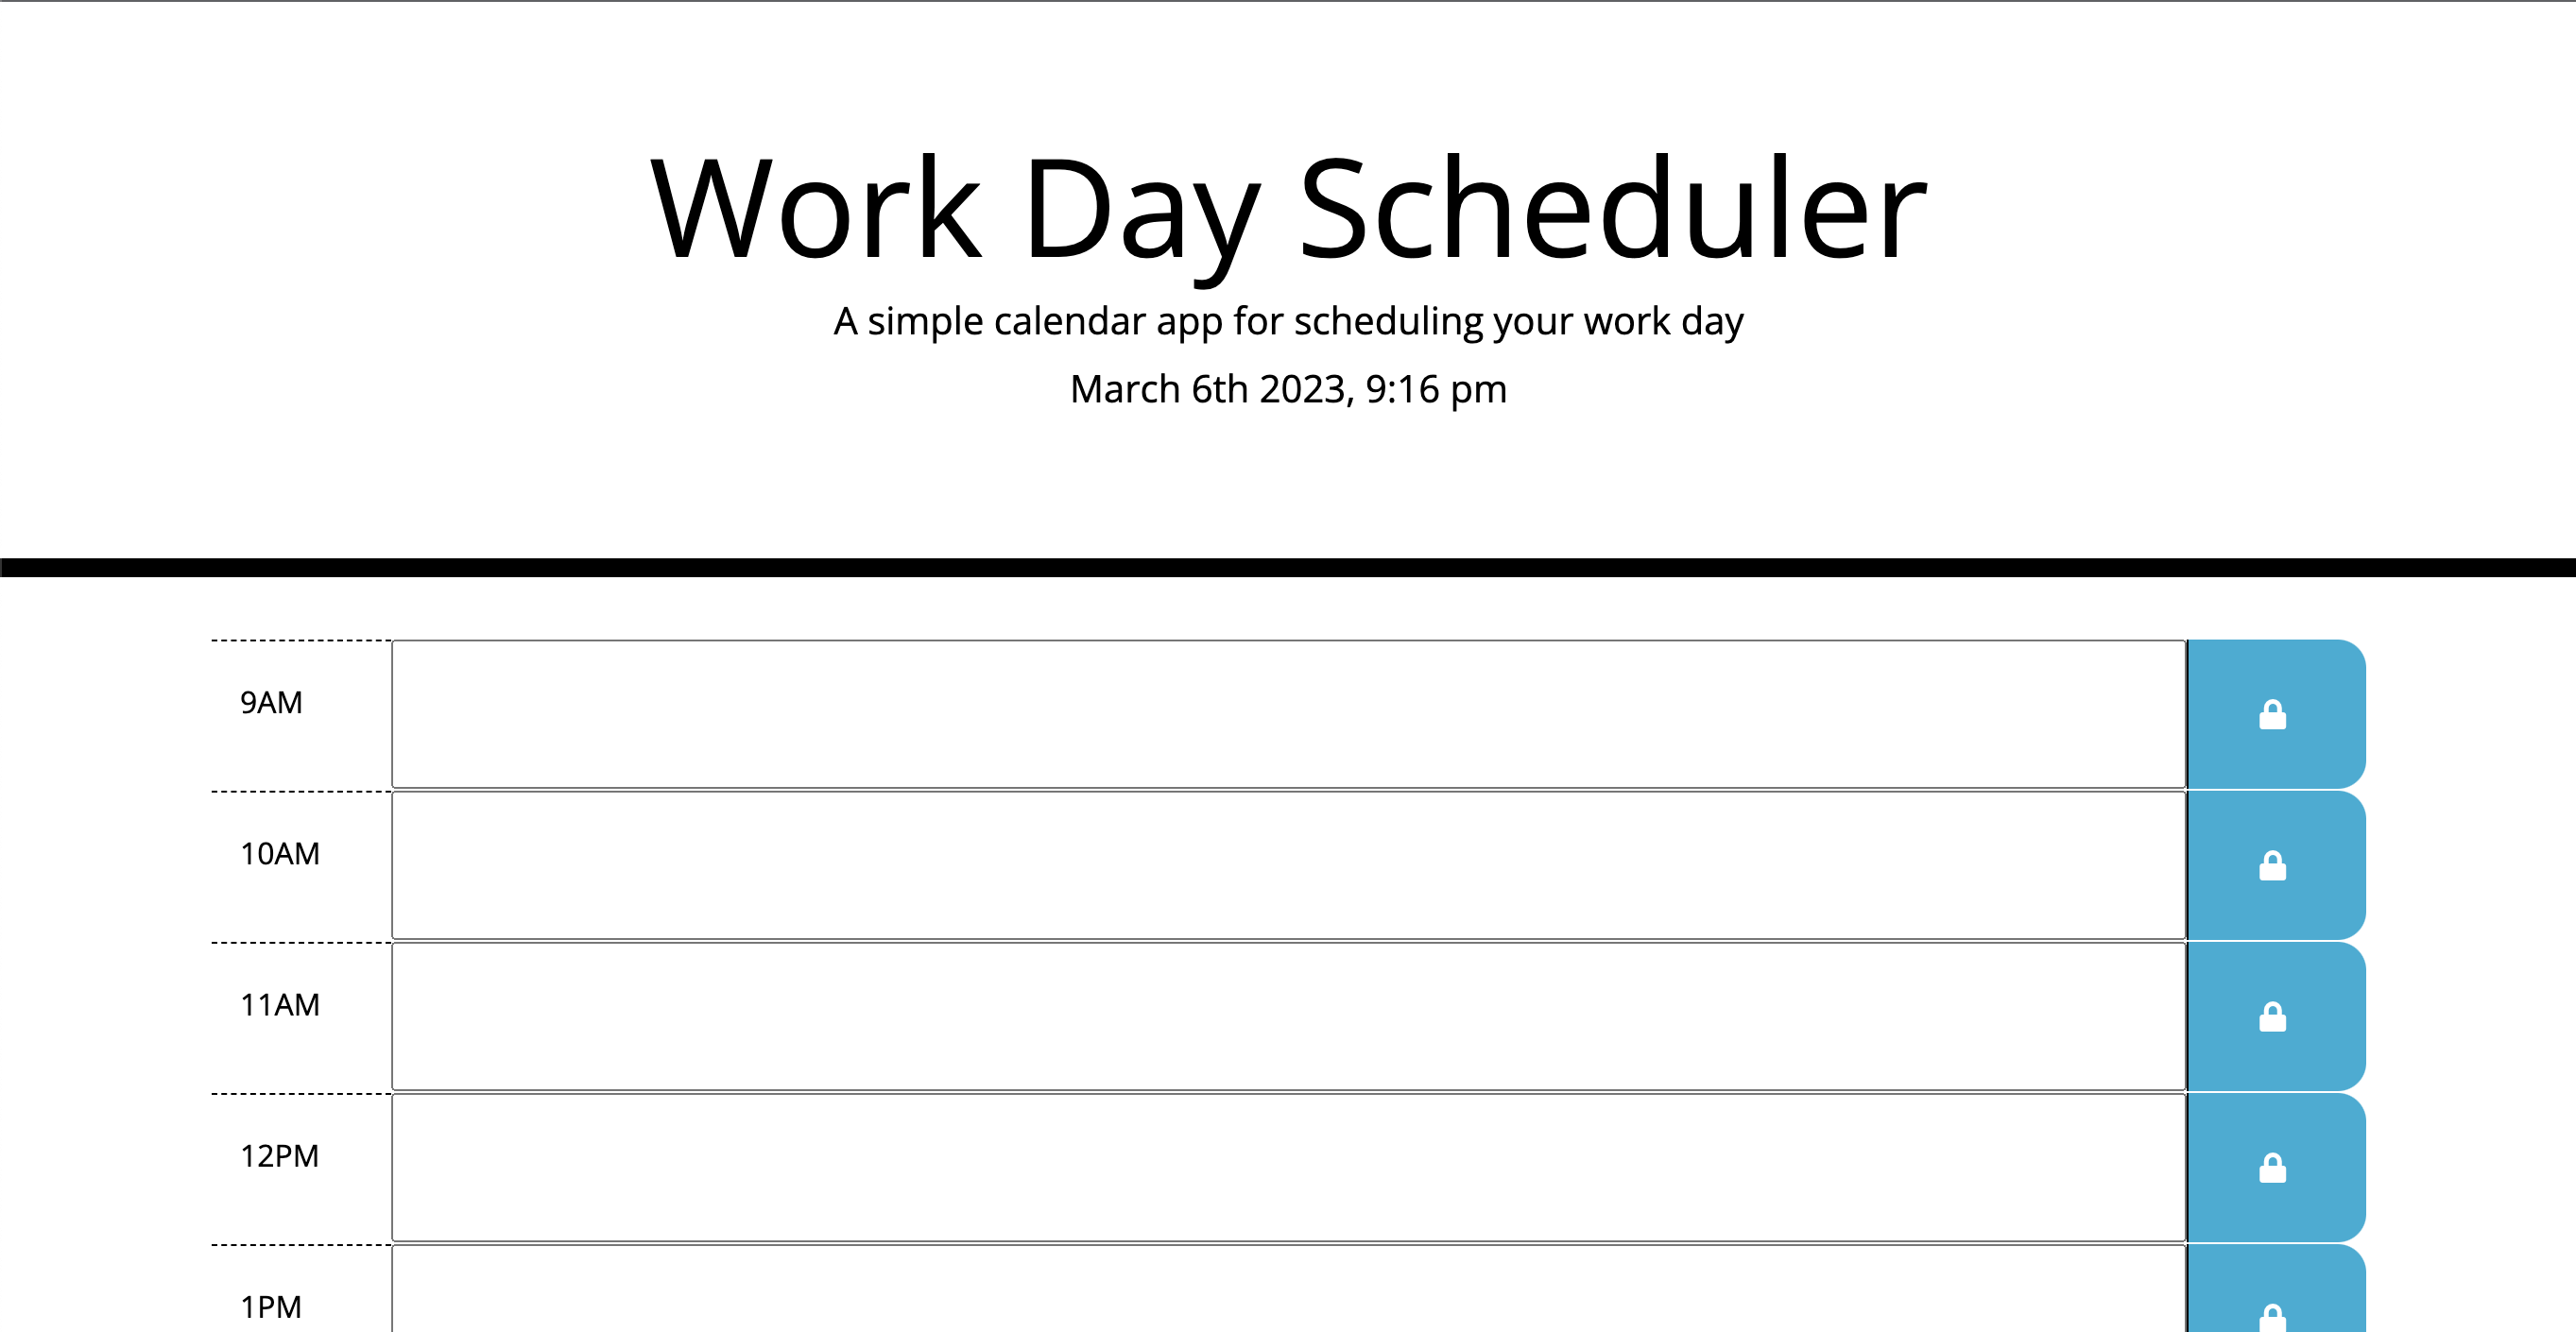 Work Day Scheduler
A simple calendar app for scheduling your work day
March 6th 2023, 9:16 pm
9AM
10AM
11AM
12PM
1PM